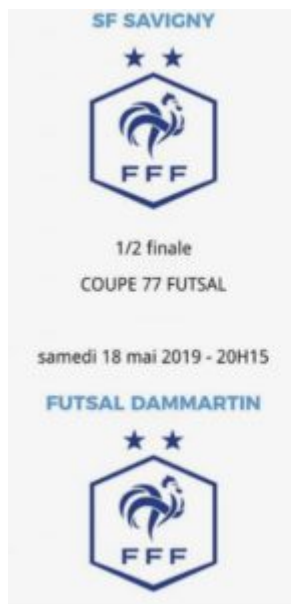 SF SAVIGNY
FFF
1/2 finale
COUPE 77 FUTSAL
samedi 18 mai 2019 - 20H15
FUTSAL DAMMARTIN
FFF